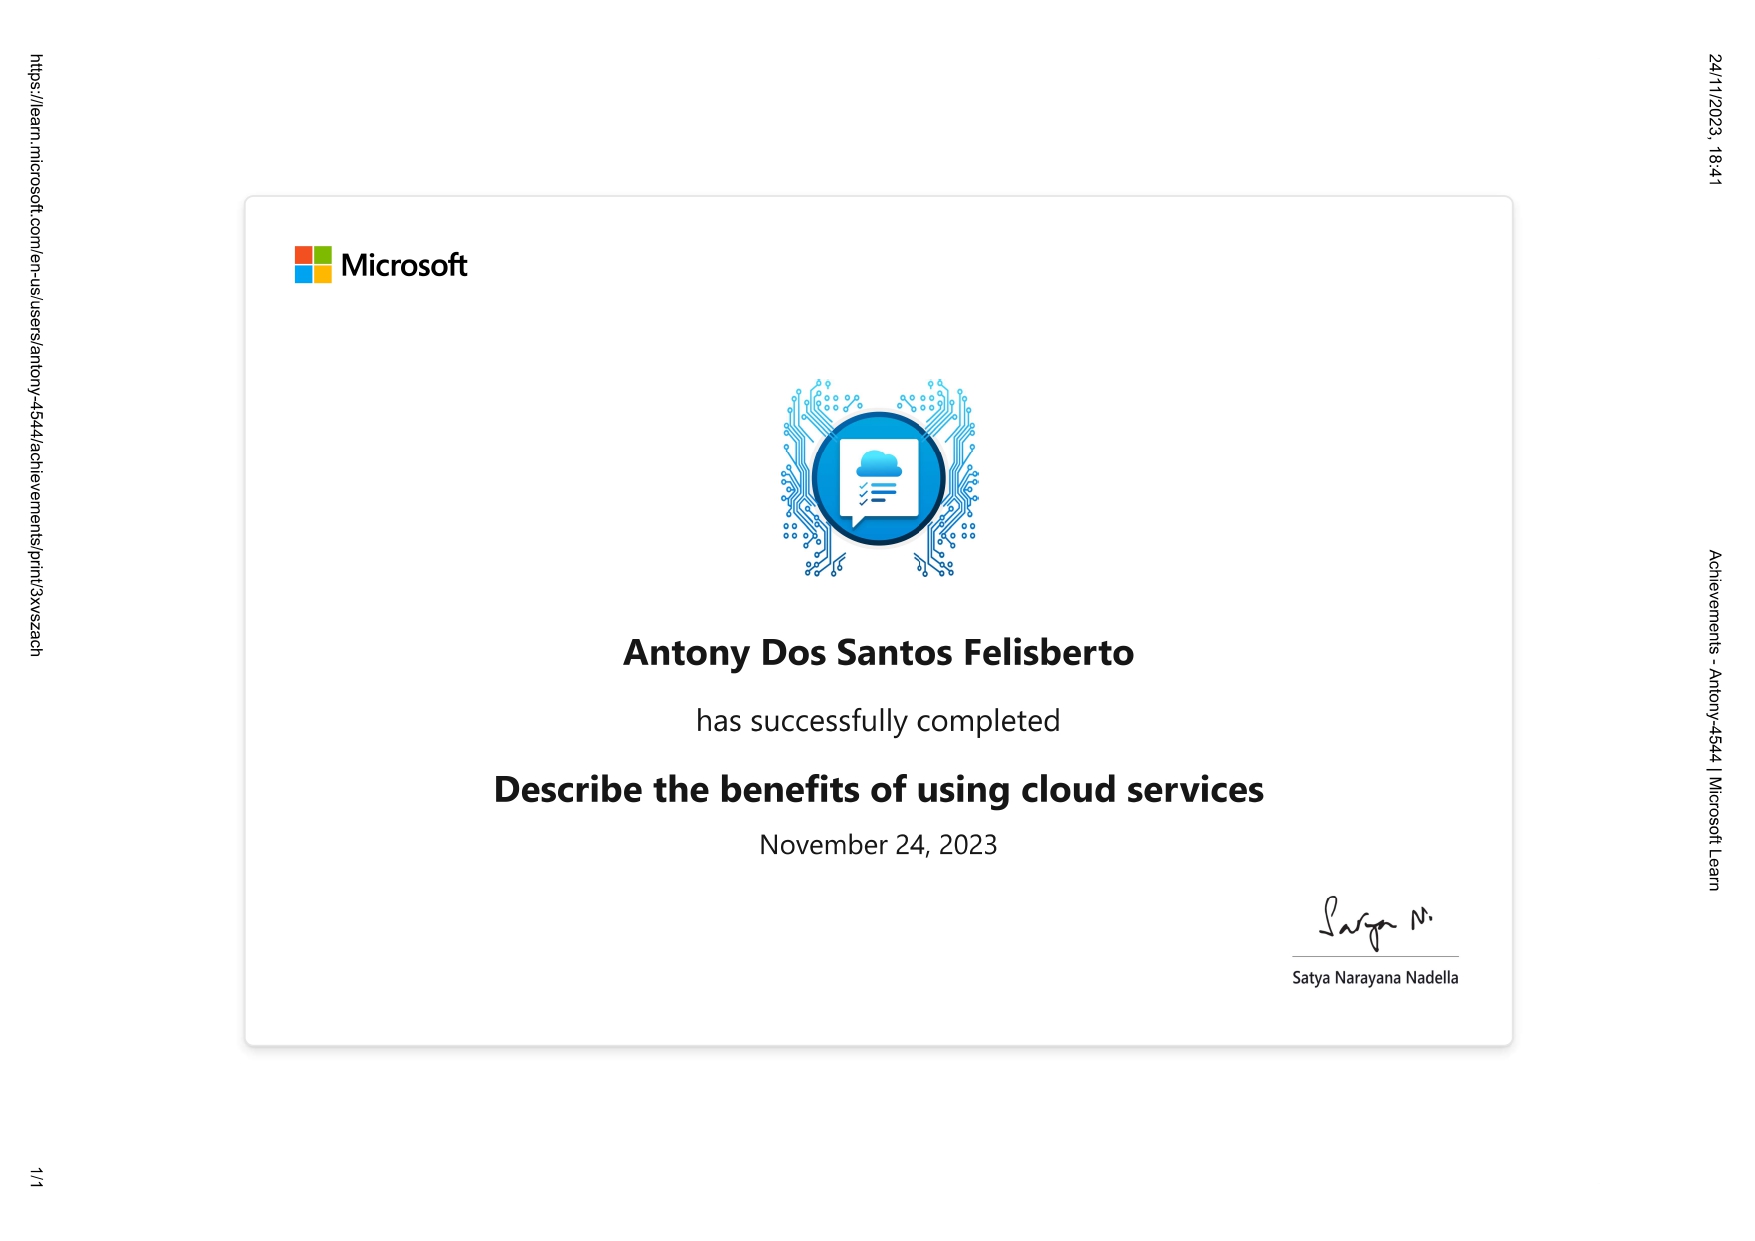 24/11/2023, 18:41
Achievements - Antony-4544 | Microsoft Learn
Microsoft
Antony Dos Santos Felisberto
has successfully completed
Describe the benefits of using cloud services
November 24, 2023
Satya N.
Satya Narayana Nadella
https://learn.microsoft.com/en-us/users/antony-4544/achievements/print/3xvszach
1/1